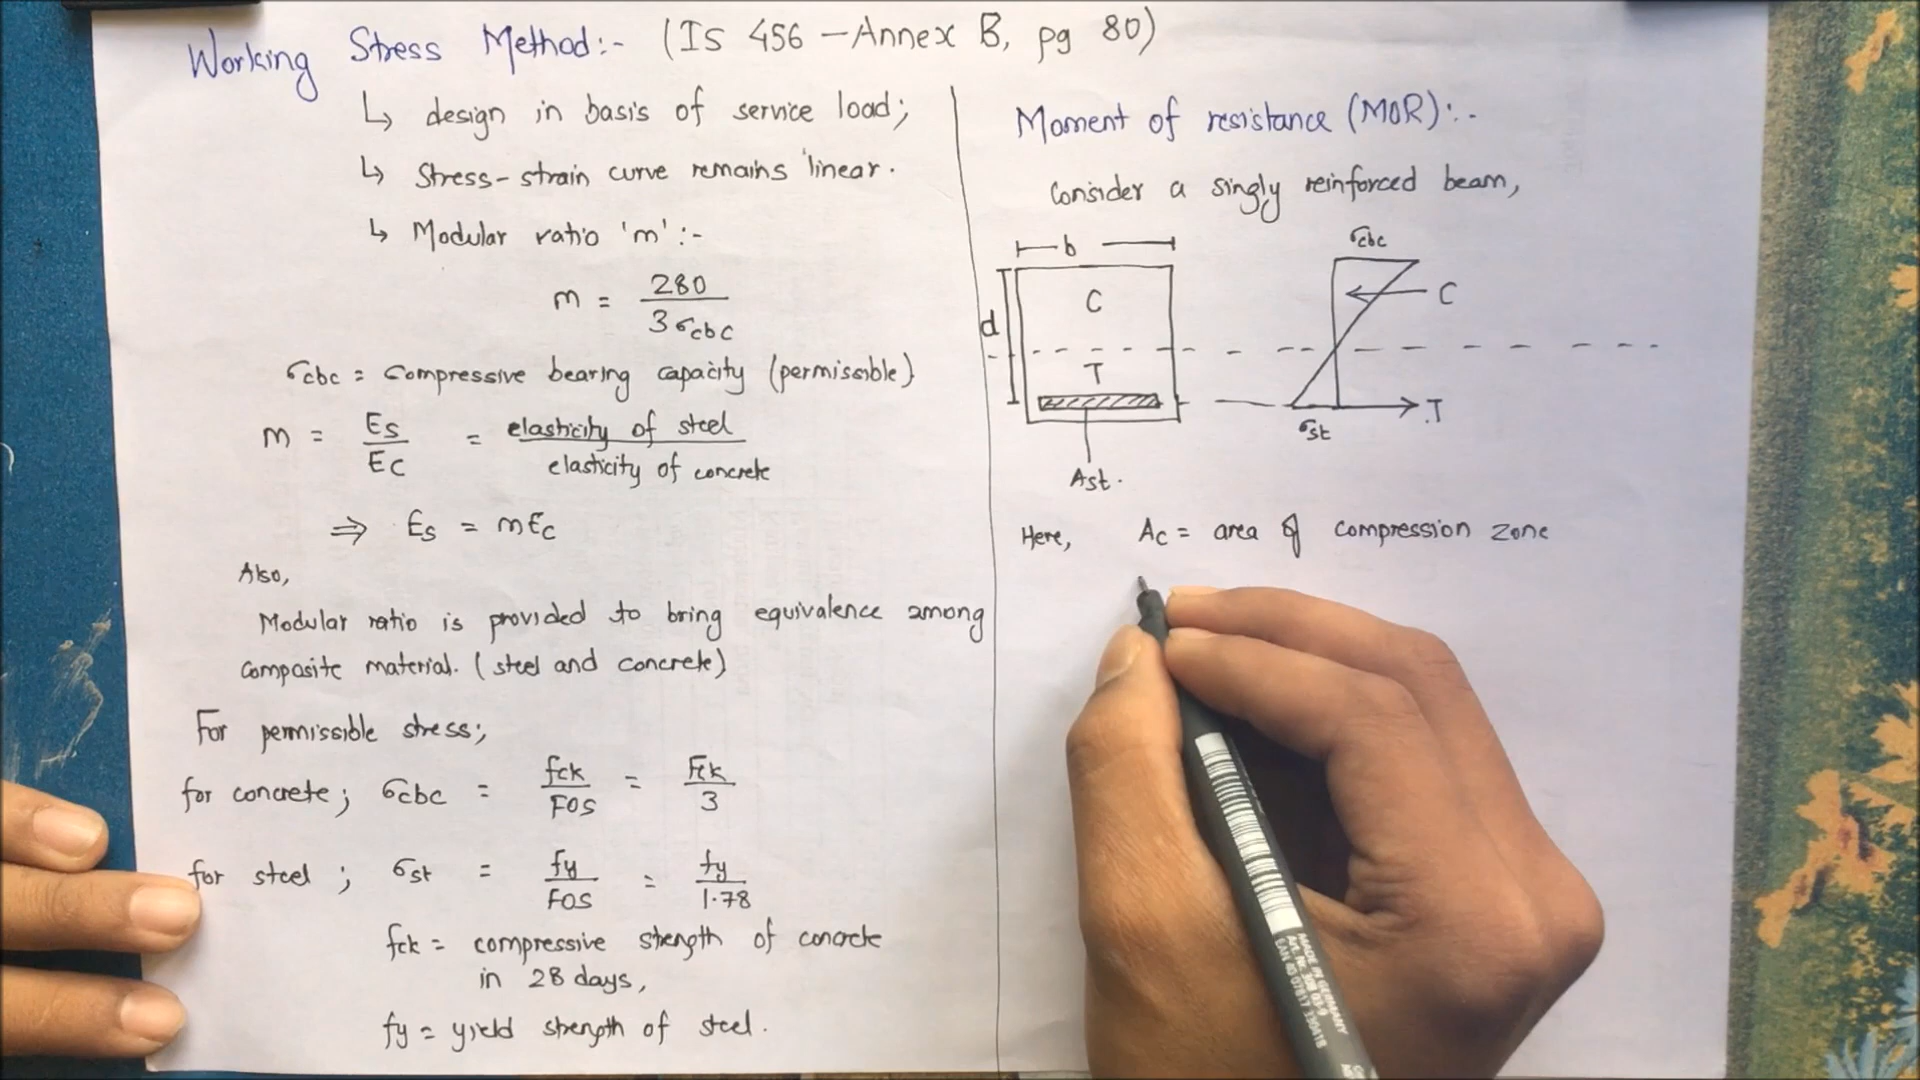 Working Stress Method:- (Is 456 - Annex B, pg 80)
↳ design in basis of service load;
↳ Stress-strain curve remains linear.
↳ Modular ratio 'm':-
m = 280 / 3σcbc
σcbc = compressive bearing capacity (permissible)
m = Es / Ec = elasticity of steel / elasticity of concrete
⇒ Es = mEc
Also,
Modular ratio is provided to bring equivalence among
composite material. (steel and concrete)
For permissible stress;,
for concrete; σcbc = fck / FOS = Fck / 3
for steel; σst = fy / FOS = fy / 1.78
fck = compressive strength of concrete
in 28 days,
fy = yield strength of steel.
Moment of resistance (MOR):-
Consider a singly reinforced beam,
b
d
C
T
Ast.
σcbc
C
T
σst
Here, Ac = area of compression zone
MADE IN GERMANY